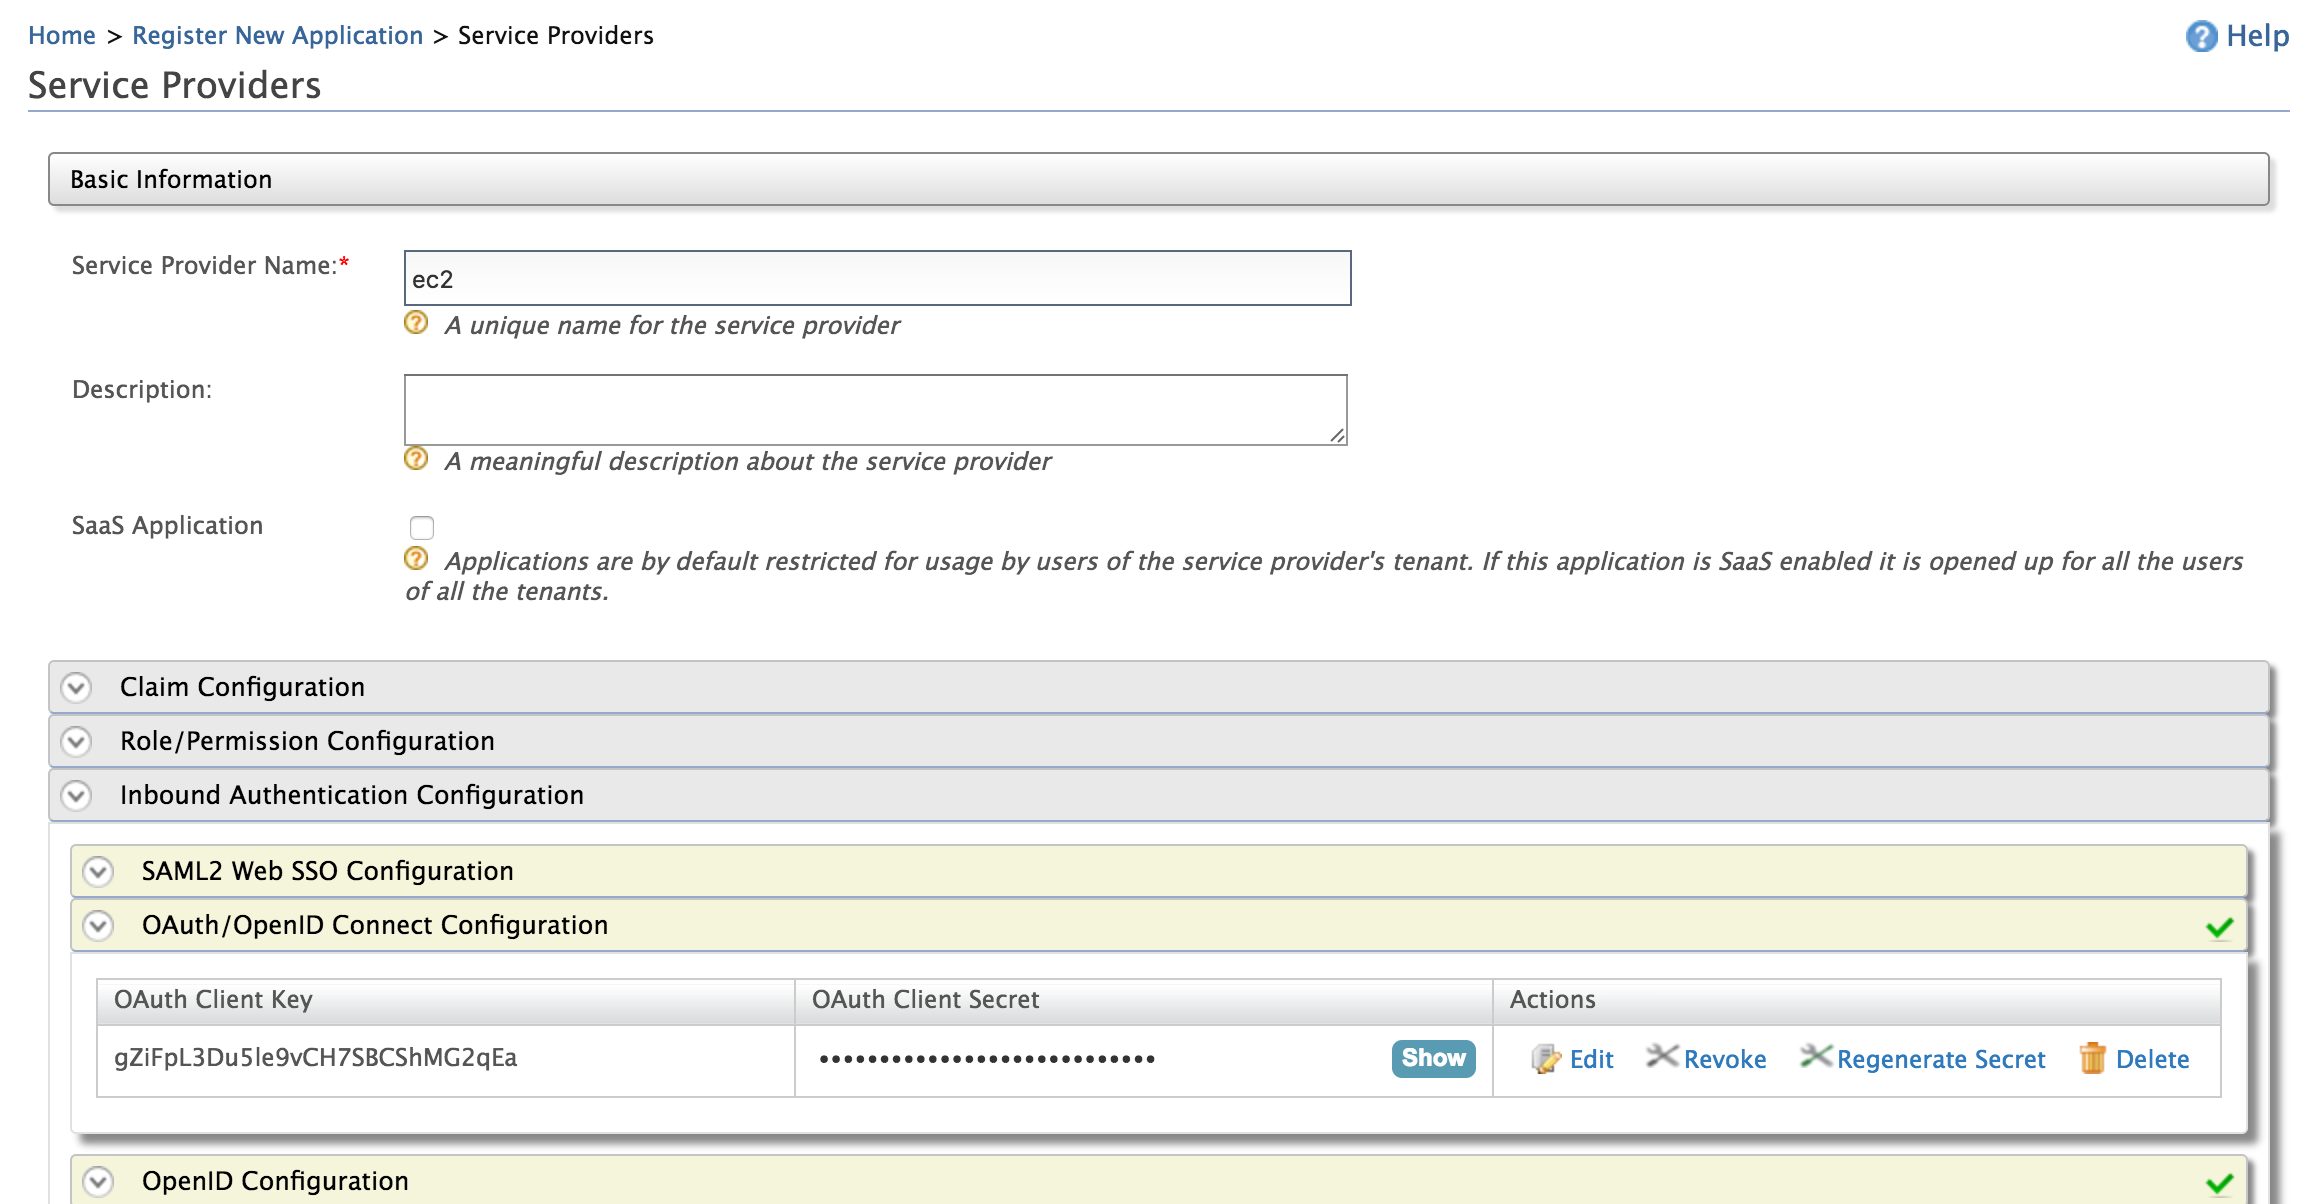 Home > Register New Application > Service Providers
Help
Service Providers
Basic Information
Service Provider Name:*
ec2
A unique name for the service provider
Description:
A meaningful description about the service provider
SaaS Application
Applications are by default restricted for usage by users of the service provider's tenant. If this application is SaaS enabled it is opened up for all the users
of all the tenants.
Claim Configuration
Role/Permission Configuration
Inbound Authentication Configuration
SAML2 Web SSO Configuration
OAuth/OpenID Connect Configuration
OAuth Client Key OAuth Client Secret Actions
gZiFpL3Du5le9vCH7SBCShMG2qEa •••••••••••••••••••••••••••• Show Edit Revoke Regenerate Secret Delete
OpenID Configuration